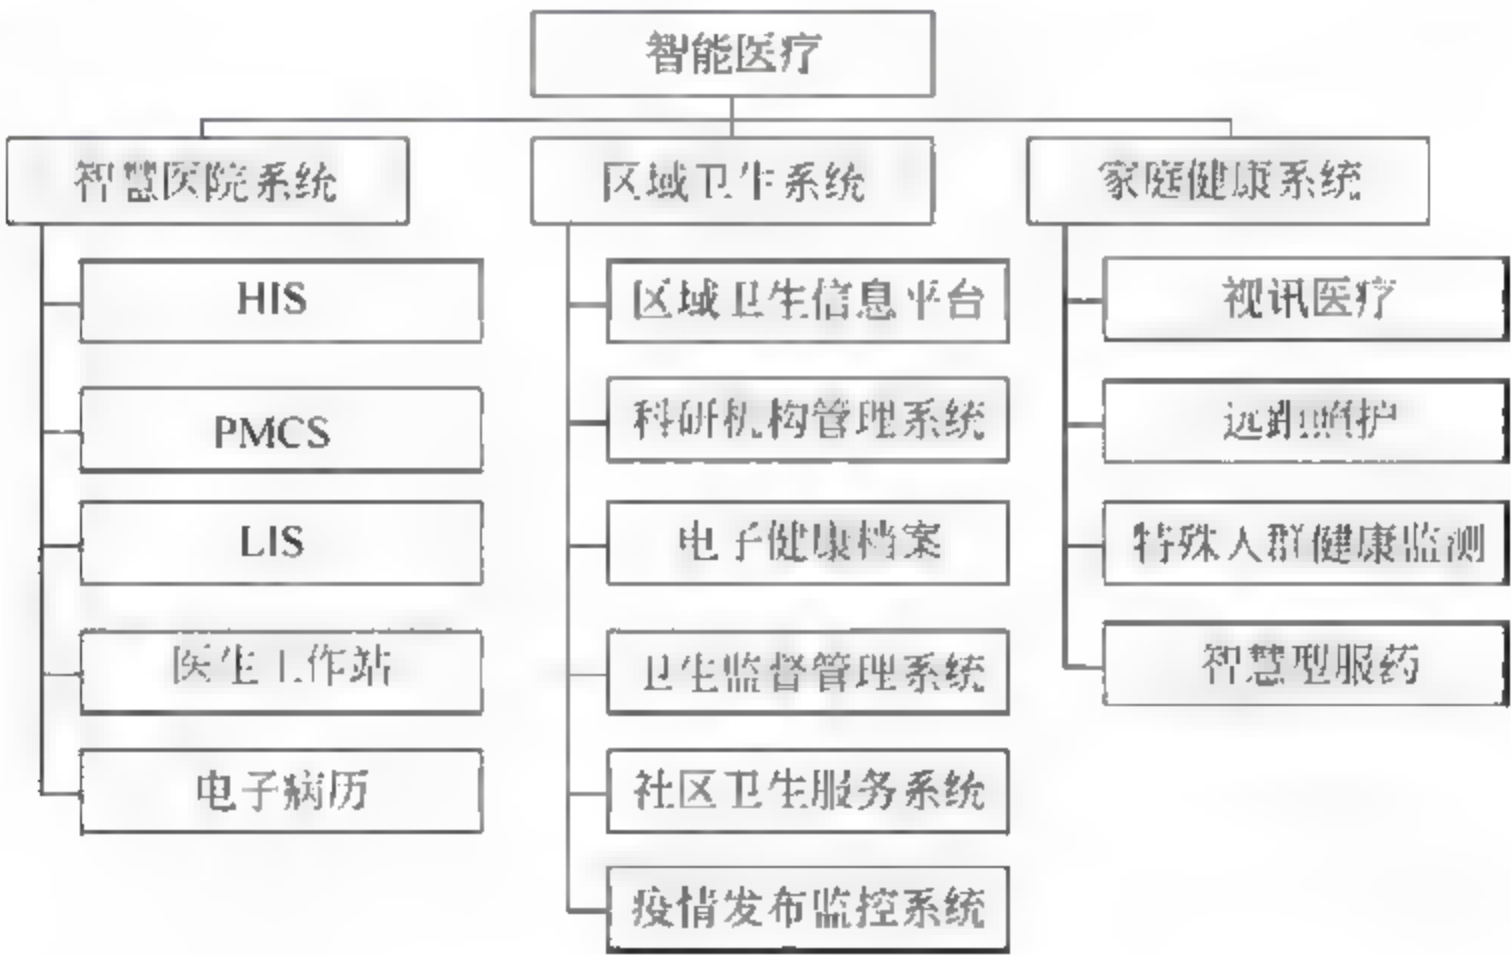 智能医疗
智慧医院系统
区域卫生系统
家庭健康系统
HIS
PMCS
LIS
医生工作站
电子病历
区域卫生信息平台
科研机构管理系统
电子健康档案
卫生监督管理系统
社区卫生服务系统
疫情发布监控系统
视讯医疗
远距照护
特殊人群健康监测
智慧型服药